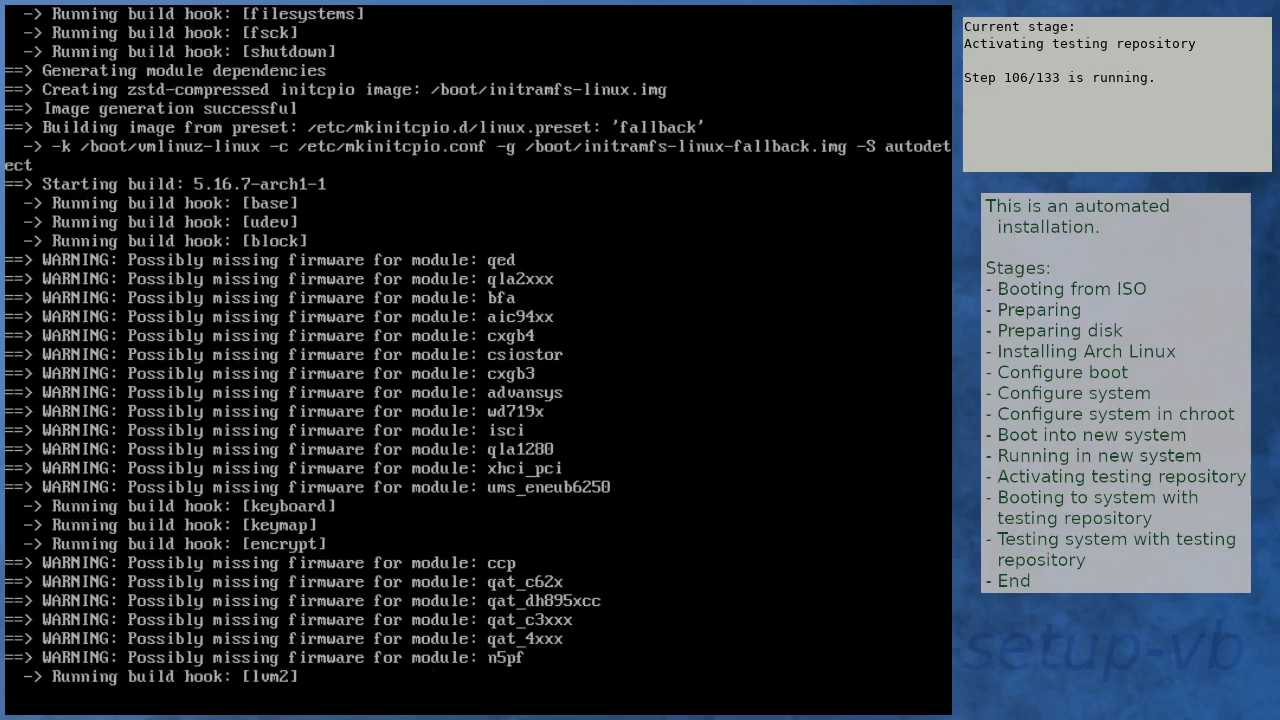 -> Running build hook: [filesystems]
-> Running build hook: [fsck]
-> Running build hook: [shutdown]
==> Generating module dependencies
==> Creating zstd-compressed initcpio image: /boot/initramfs-linux.img
==> Image generation successful
==> Building image from preset: /etc/mkinitcpio.d/linux.preset: 'fallback'
-> -k /boot/vmlinuz-linux -c /etc/mkinitcpio.conf -g /boot/initramfs-linux-fallback.img -S autodet
ect
==> Starting build: 5.16.7-arch1-1
-> Running build hook: [base]
-> Running build hook: [udev]
-> Running build hook: [block]
==> WARNING: Possibly missing firmware for module: qed
==> WARNING: Possibly missing firmware for module: qla2xxx
==> WARNING: Possibly missing firmware for module: bfa
==> WARNING: Possibly missing firmware for module: aic94xx
==> WARNING: Possibly missing firmware for module: cxgb4
==> WARNING: Possibly missing firmware for module: csiostor
==> WARNING: Possibly missing firmware for module: cxgb3
==> WARNING: Possibly missing firmware for module: advansys
==> WARNING: Possibly missing firmware for module: wd719x
==> WARNING: Possibly missing firmware for module: isci
==> WARNING: Possibly missing firmware for module: qla1280
==> WARNING: Possibly missing firmware for module: xhci_pci
==> WARNING: Possibly missing firmware for module: ums_eneub6250
-> Running build hook: [keyboard]
-> Running build hook: [keymap]
-> Running build hook: [encrypt]
==> WARNING: Possibly missing firmware for module: ccp
==> WARNING: Possibly missing firmware for module: qat_c62x
==> WARNING: Possibly missing firmware for module: qat_dh895xcc
==> WARNING: Possibly missing firmware for module: qat_c3xxx
==> WARNING: Possibly missing firmware for module: qat_4xxx
==> WARNING: Possibly missing firmware for module: n5pf
-> Running build hook: [lvm2]
Current stage:
Activating testing repository
Step 106/133 is running.
This is an automated
installation.
Stages:
- Booting from ISO
- Preparing
- Preparing disk
- Installing Arch Linux
- Configure boot
- Configure system
- Configure system in chroot
- Boot into new system
- Running in new system
- Activating testing repository
- Booting to system with
testing repository
- Testing system with testing
repository
- End
setup-vb